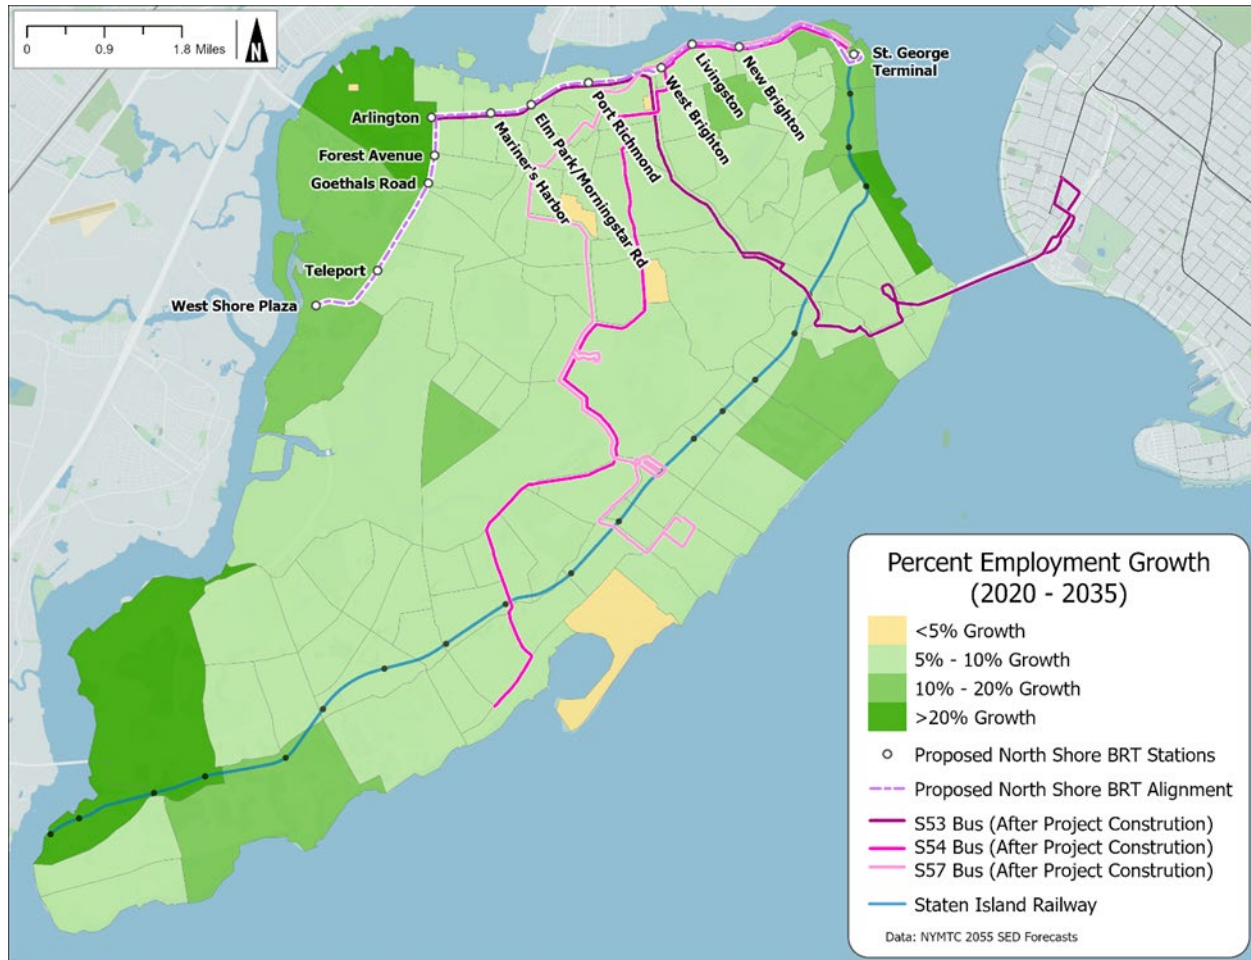 0 0.9 1.8 Miles
N
St. George
Terminal
New Brighton
Livingston
West Brighton
Port Richmond
Elm Park/Morningstar Rd
Mariner's Harbor
Arlington
Forest Avenue
Goethals Road
Teleport
West Shore Plaza
Percent Employment Growth
(2020 - 2035)
<5% Growth
5% - 10% Growth
10% - 20% Growth
>20% Growth
Proposed North Shore BRT Stations
Proposed North Shore BRT Alignment
S53 Bus (After Project Constrution)
S54 Bus (After Project Constrution)
S57 Bus (After Project Constrution)
Staten Island Railway
Data: NYMTC 2055 SED Forecasts